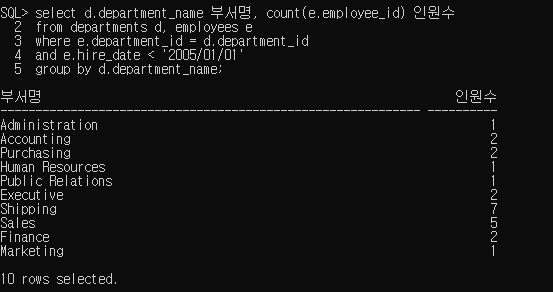 SQL> select d.department_name 부서명, count(e.employee_id) 인원수
2 from departments d, employees e
3 where e.department_id = d.department_id
4 and e.hire_date < '2005/01/01'
5 group by d.department_name;
부서명 인원수
------------------------------------------------------------ ----------
Administration 1
Accounting 2
Purchasing 2
Human Resources 1
Public Relations 1
Executive 2
Shipping 7
Sales 5
Finance 2
Marketing 1
10 rows selected.